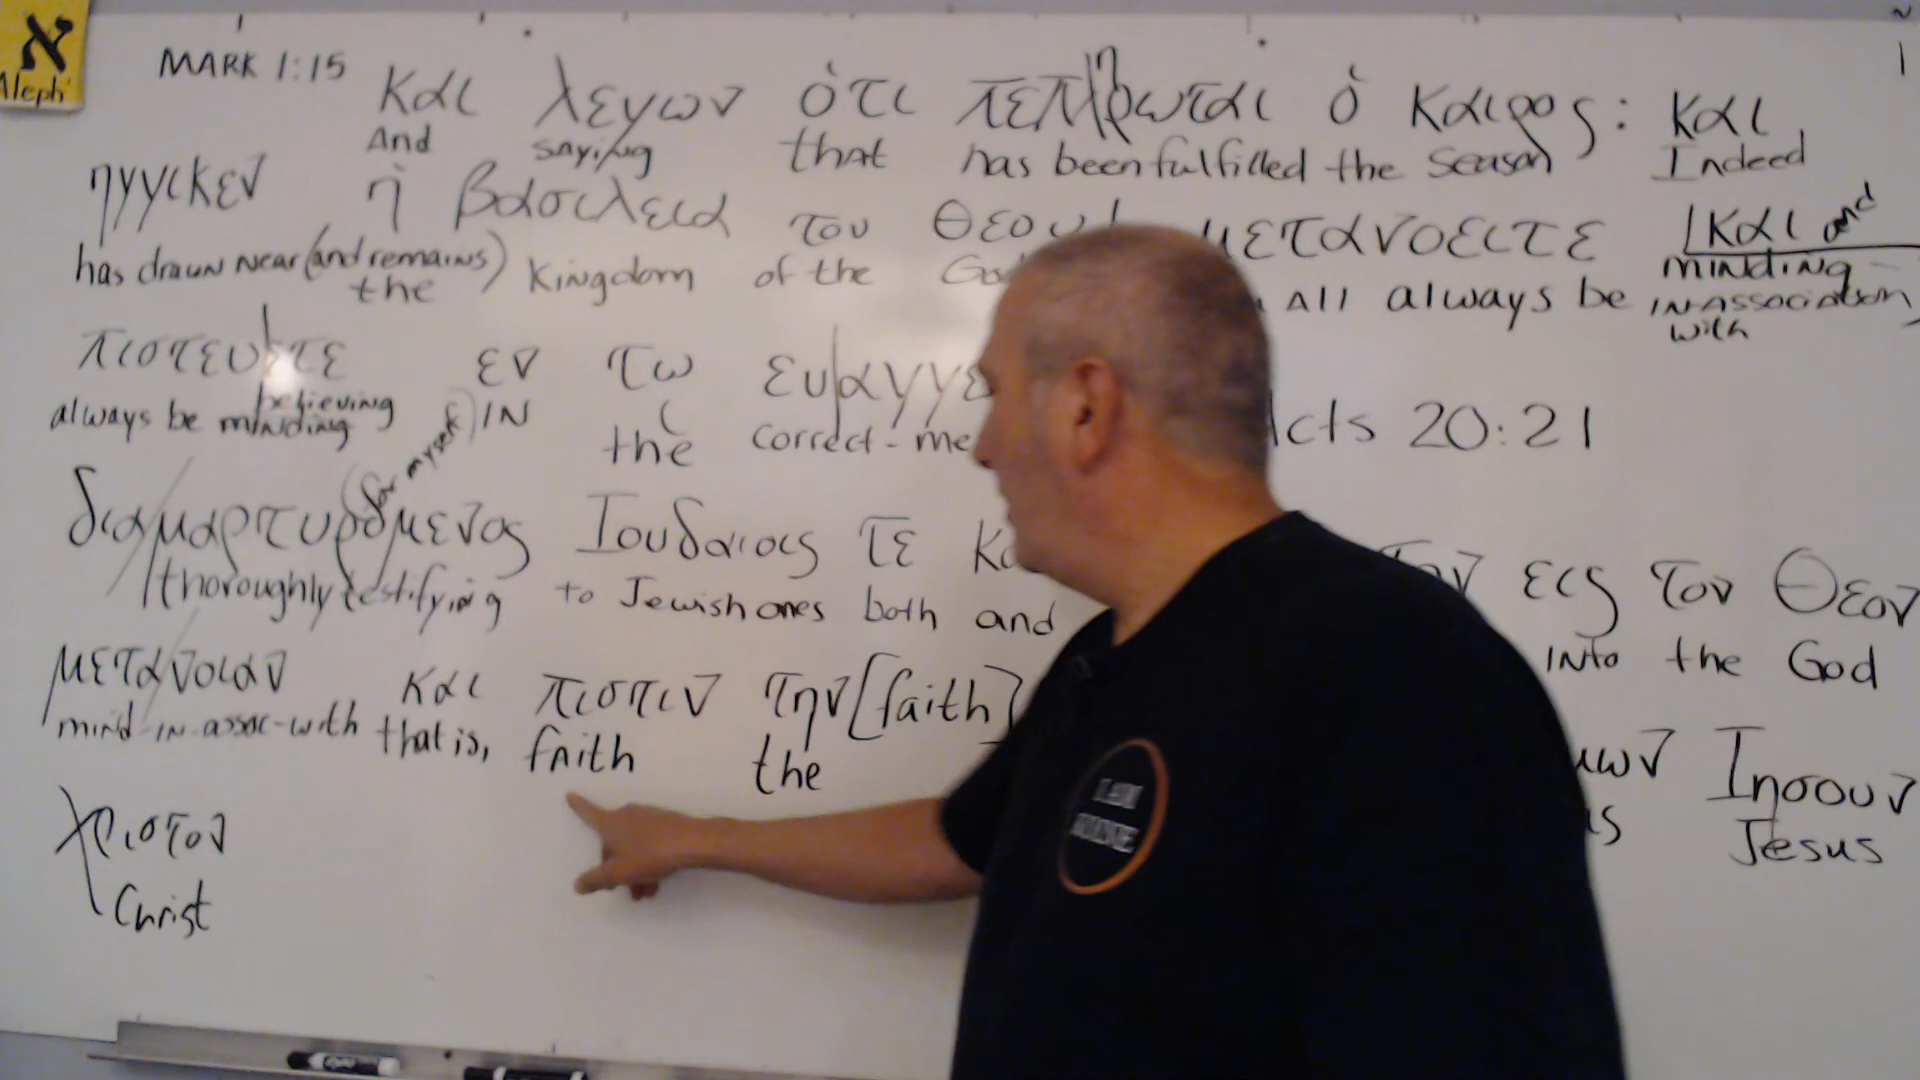 א
Aleph
MARK 1:15
και λεγων ὁτι πεπληρωται ὁ καιρος: και
And saying that has been fulfilled the season Indeed
ηγγικεν ἡ βασιλεια του Θεου μετανοειτε και and
has drawn near (and remains) the Kingdom of the God all always be minding in association with
πιστευετε εν τω ευαγγε
always be minding believing IN the correct-me Acts 20:21
διαμαρτυρομενος Ιουδαιοις τε εις τον Θεον
thoroughly testifying (for myself) to Jewish ones both and INto the God
μετανοιαν και πιστιν την [faith] Ιησουν
mind-in-assoc-with that is, faith the Jesus
Χριστον
Christ
expo